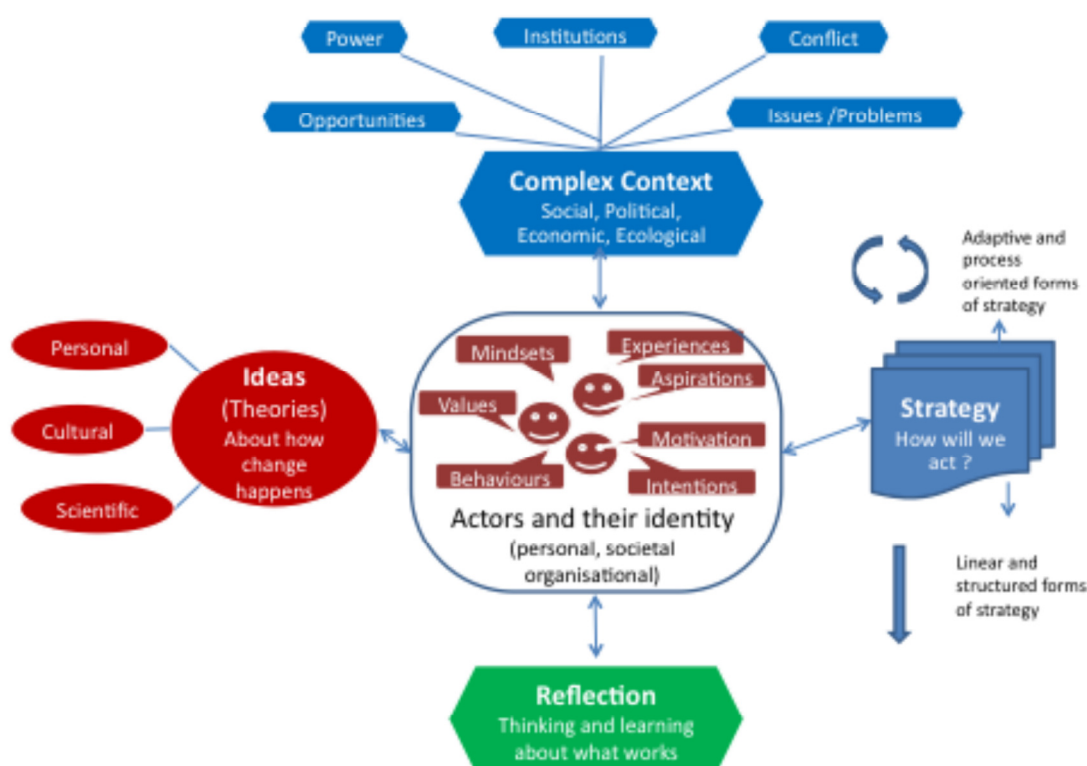 Power
Institutions
Conflict
Opportunities
Issues /Problems
Complex Context
Social, Political,
Economic, Ecological
Adaptive and
process
oriented forms
of strategy
Personal
Cultural
Scientific
Ideas
(Theories)
About how
change
happens
Mindsets
Experiences
Aspirations
Values
Motivation
Behaviours
Intentions
Actors and their identity
(personal, societal
organisational)
Strategy
How will we
act ?
Linear and
structured forms
of strategy
Reflection
Thinking and learning
about what works